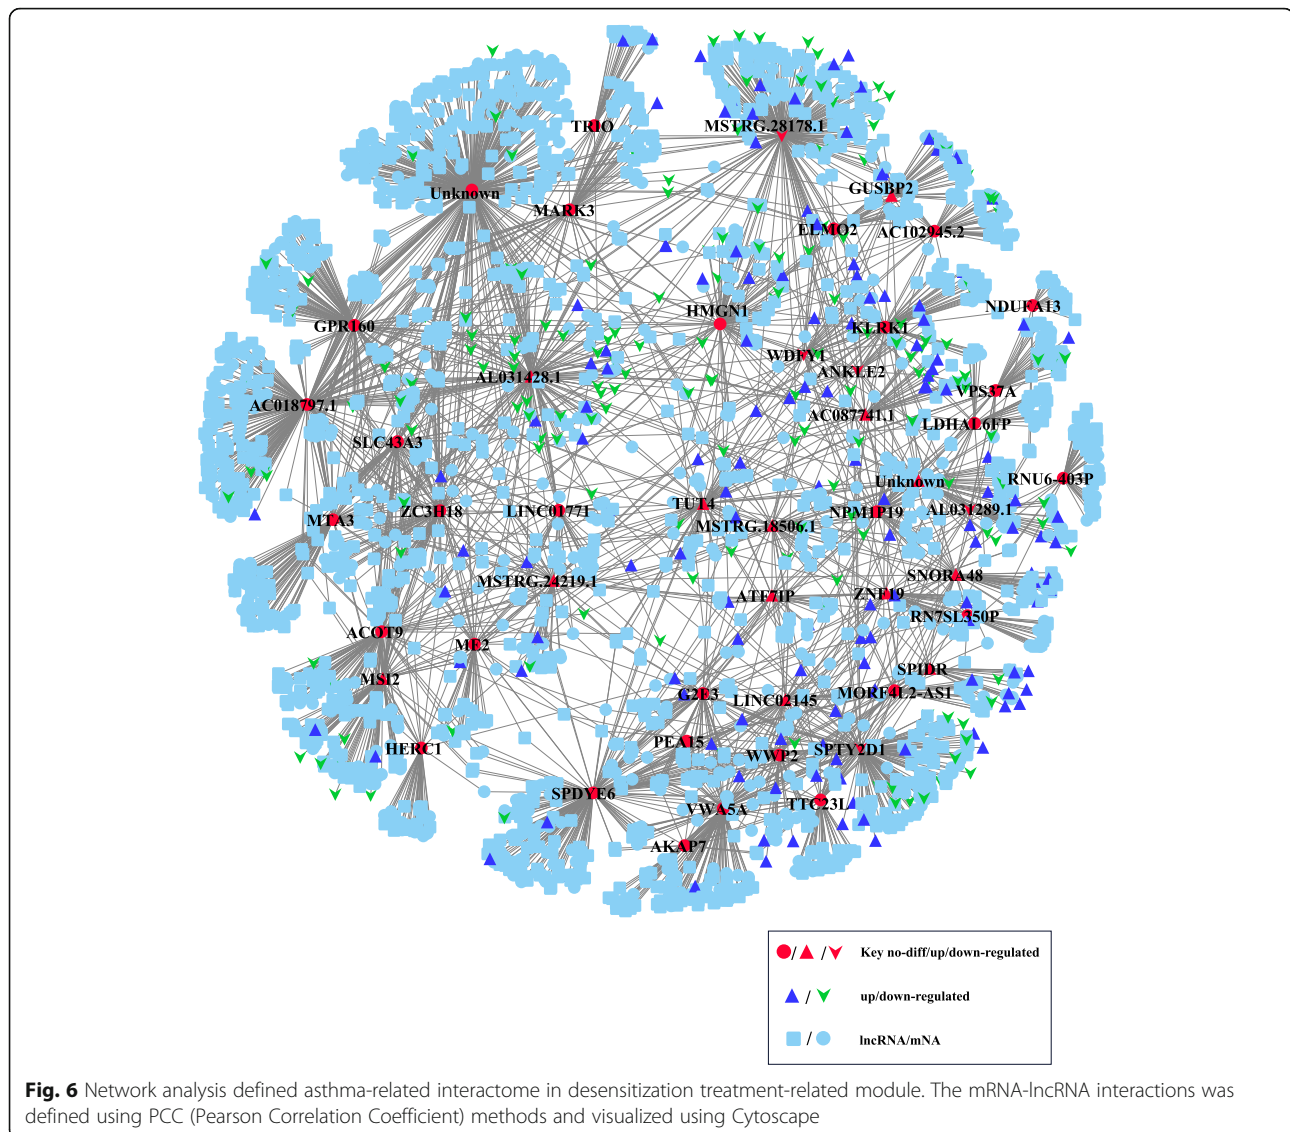 TRIO
MSTRG.28178.1
Unknown
MARK3
GUSBP2
ELMO2
AC102945.2
NDUFA13
HMGN1
GPR160
KLRK1
WDFY1
ANKLE2
AL031428.1
VPS37A
AC018797.1
AC087741.1
LDHAL6FP
SLC43A3
Unknown
RNU6-403P
MTA3
ZC3H18
LINC01771
TUT4
MSTRG.18506.1
NPM1P19
AL031289.1
MSTRG.24219.1
SNORA48
ATF7IP
ZNF19
RN7SL350P
ACOT9
ME2
MSI2
SPIDR
G2E3
LINC02145
MORF4L2-AS1
HERC1
PEA15
WWP2
SPTY2D1
SPDYE6
VWA5A
TTC23L
AKAP7
/ / Key no-diff/up/down-regulated
/ up/down-regulated
/ lncRNA/mNA
Fig. 6 Network analysis defined asthma-related interactome in desensitization treatment-related module. The mRNA-lncRNA interactions was
defined using PCC (Pearson Correlation Coefficient) methods and visualized using Cytoscape